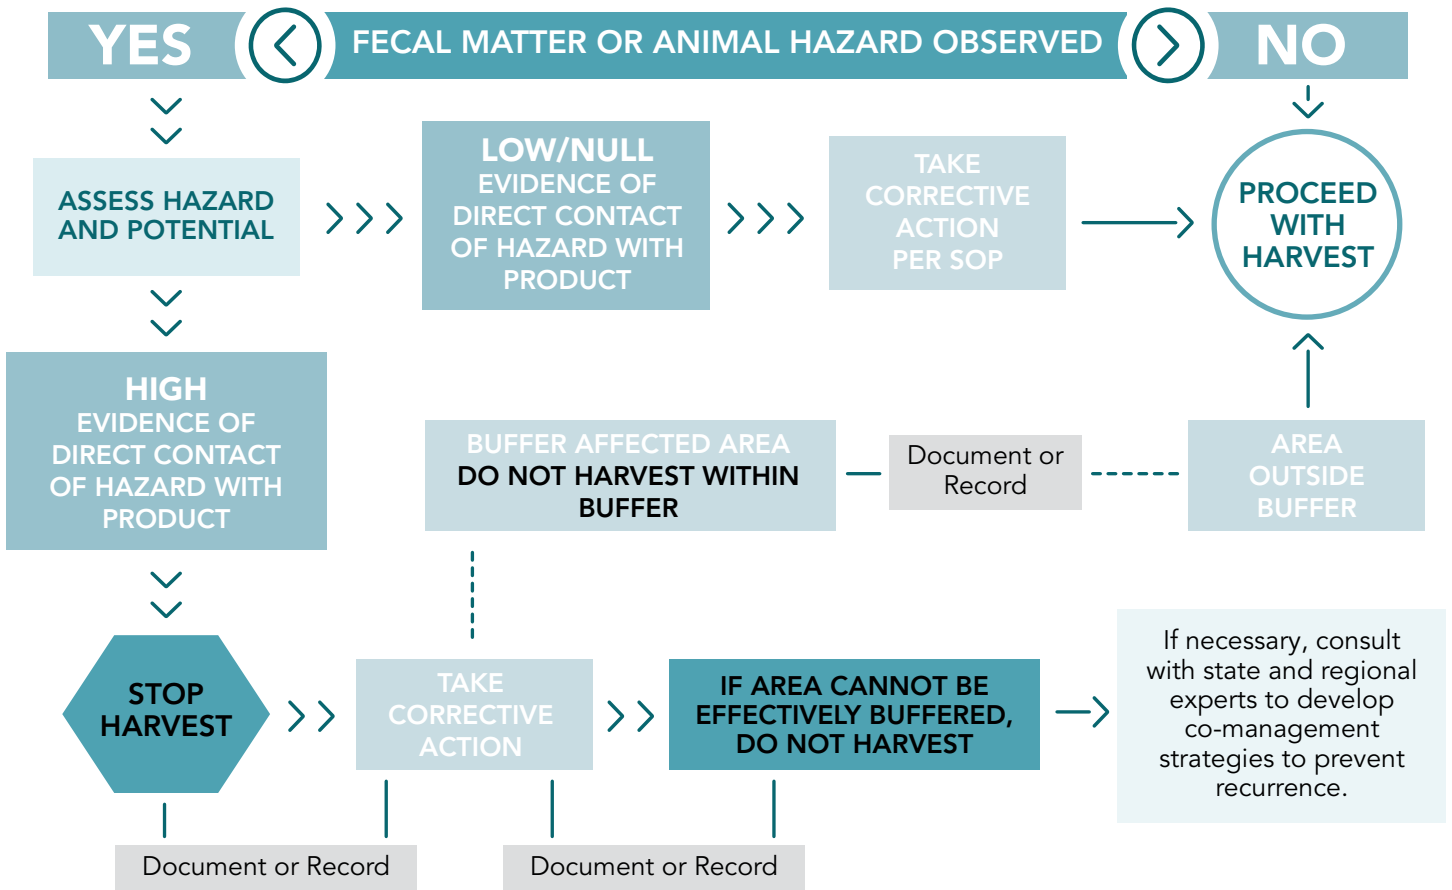 YES
FECAL MATTER OR ANIMAL HAZARD OBSERVED
NO
ASSESS HAZARD
AND POTENTIAL
LOW/NULL
EVIDENCE OF
DIRECT CONTACT
OF HAZARD WITH
PRODUCT
TAKE
CORRECTIVE
ACTION
PER SOP
PROCEED
WITH
HARVEST
HIGH
EVIDENCE OF
DIRECT CONTACT
OF HAZARD WITH
PRODUCT
BUFFER AFFECTED AREA
DO NOT HARVEST WITHIN
BUFFER
Document or
Record
AREA
OUTSIDE
BUFFER
STOP
HARVEST
TAKE
CORRECTIVE
ACTION
IF AREA CANNOT BE
EFFECTIVELY BUFFERED,
DO NOT HARVEST
If necessary, consult
with state and regional
experts to develop
co-management
strategies to prevent
recurrence.
Document or Record
Document or Record